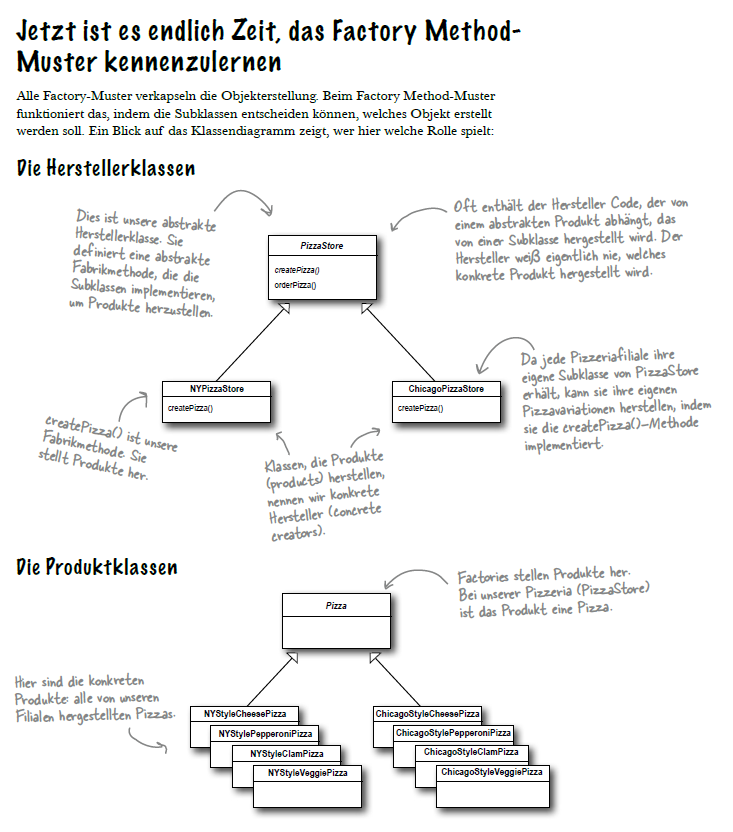 Jetzt ist es endlich Zeit, das Factory Method-
Muster kennenzulernen
Alle Factory-Muster verkapseln die Objekterstellung. Beim Factory Method-Muster
funktioniert das, indem die Subklassen entscheiden können, welches Objekt erstellt
werden soll. Ein Blick auf das Klassendiagramm zeigt, wer hier welche Rolle spielt:
Die Herstellerklassen
Dies ist unsere abstrakte
Herstellerklasse. Sie
definiert eine abstrakte
Fabrikmethode, die die
Subklassen implementieren,
um Produkte herzustellen.
PizzaStore
createPizza()
orderPizza()
Oft enthält der Hersteller Code, der von
einem abstrakten Produkt abhängt, das
von einer Subklasse hergestellt wird. Der
Hersteller weiß eigentlich nie, welches
konkrete Produkt hergestellt wird.
NYPizzaStore
createPizza()
ChicagoPizzaStore
createPizza()
Da jede Pizzeriafiliale ihre
eigene Subklasse von PizzaStore
erhält, kann sie ihre eigenen
Pizzavariationen herstellen, indem
sie die createPizza()-Methode
implementiert.
createPizza() ist unsere
Fabrikmethode. Sie
stellt Produkte her.
Klassen, die Produkte
(products) herstellen,
nennen wir konkrete
Hersteller (concrete
creators).
Die Produktklassen
Pizza
Factories stellen Produkte her.
Bei unserer Pizzeria (PizzaStore)
ist das Produkt eine Pizza.
Hier sind die konkreten
Produkte: alle von unseren
Filialen hergestellten Pizzas.
NYStyleCheesePizza
NYStylePepperoniPizza
NYStyleClamPizza
NYStyleVeggiePizza
ChicagoStyleCheesePizza
ChicagoStylePepperoniPizza
ChicagoStyleClamPizza
ChicagoStyleVeggiePizza